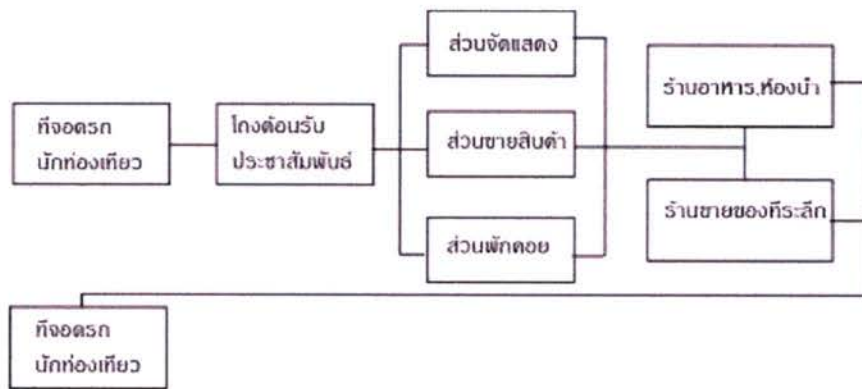 ส่วนจัดแสดง
ร้านอาหาร,ห้องน้ำ
ที่จอดรถ
นักท่องเที่ยว
โถงต้อนรับ
ประชาสัมพันธ์
ส่วนขายสินค้า
ร้านขายของที่ระลึก
ส่วนพักคอย
ที่จอดรถ
นักท่องเที่ยว